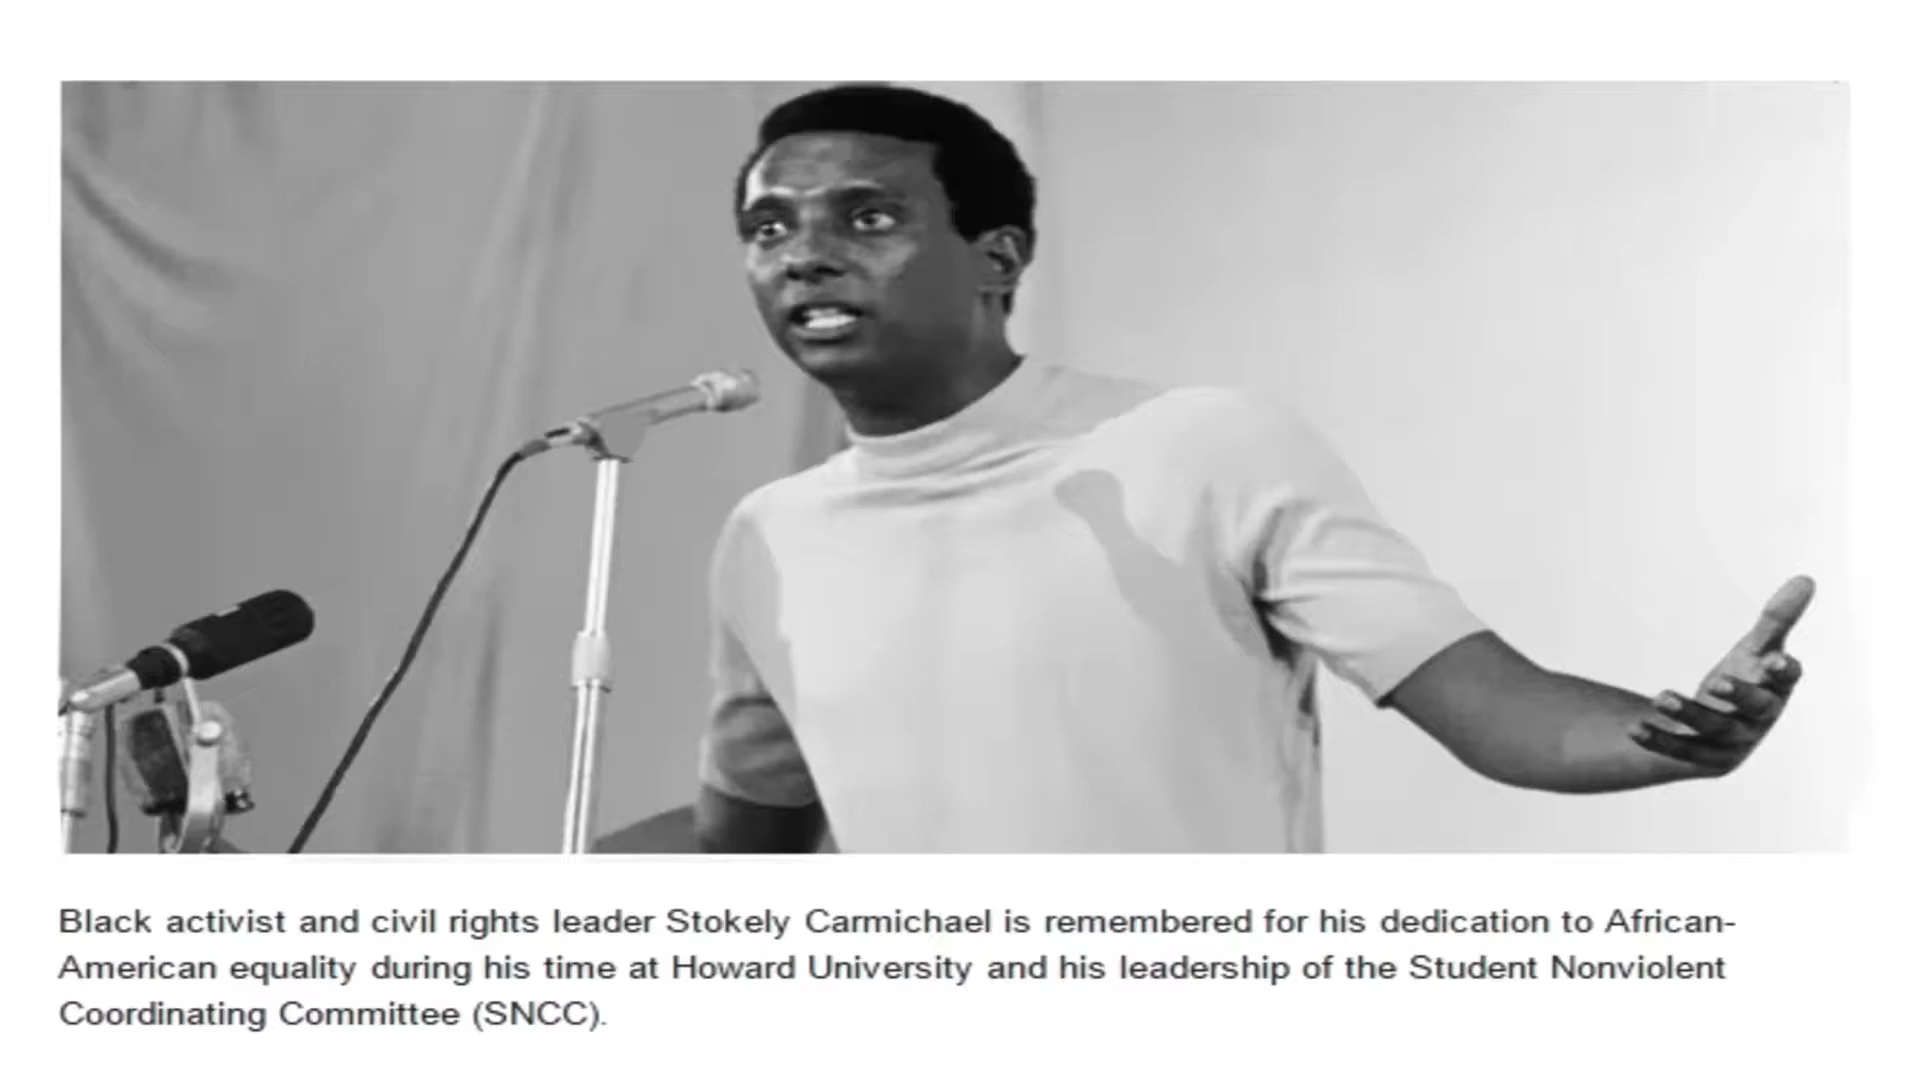 Black activist and civil rights leader Stokely Carmichael is remembered for his dedication to African-
American equality during his time at Howard University and his leadership of the Student Nonviolent
Coordinating Committee (SNCC).